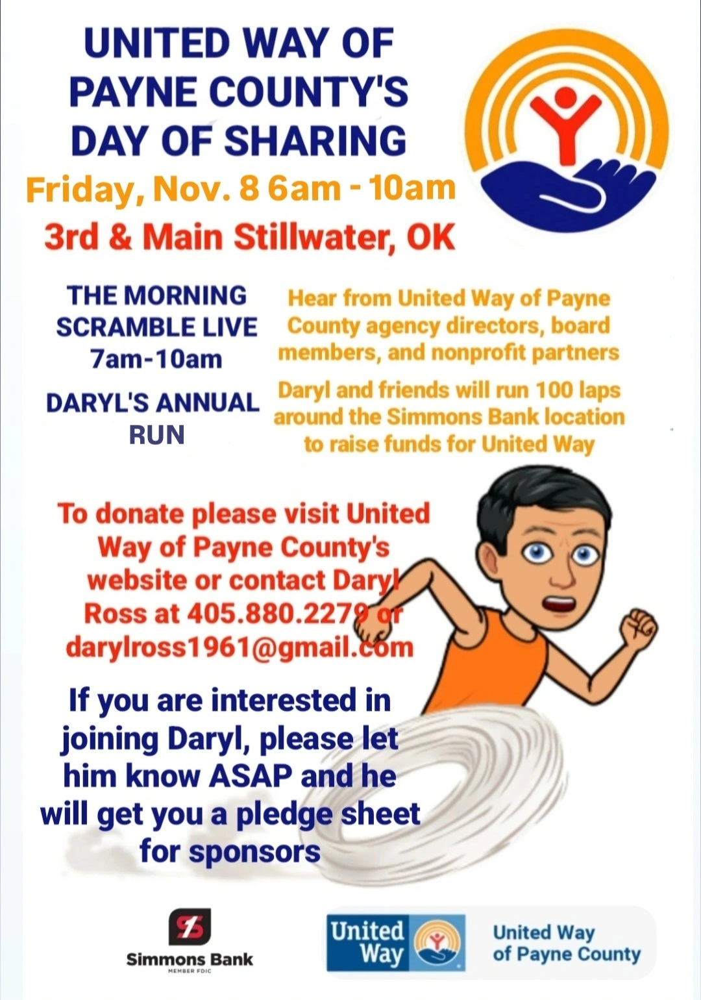 UNITED WAY OF
PAYNE COUNTY'S
DAY OF SHARING
Friday, Nov. 8 6am - 10am
3rd & Main Stillwater, OK
THE MORNING
SCRAMBLE LIVE
7am-10am
Hear from United Way of Payne
County agency directors, board
members, and nonprofit partners
DARYL'S ANNUAL
RUN
Daryl and friends will run 100 laps
around the Simmons Bank location
to raise funds for United Way
To donate please visit United
Way of Payne County's
website or contact Daryl
Ross at 405.880.2279 or
darylross1961@gmail.com
If you are interested in
joining Daryl, please let
him know ASAP and he
will get you a pledge sheet
for sponsors
Simmons Bank
MEMBER FDIC
United
Way
United Way
of Payne County